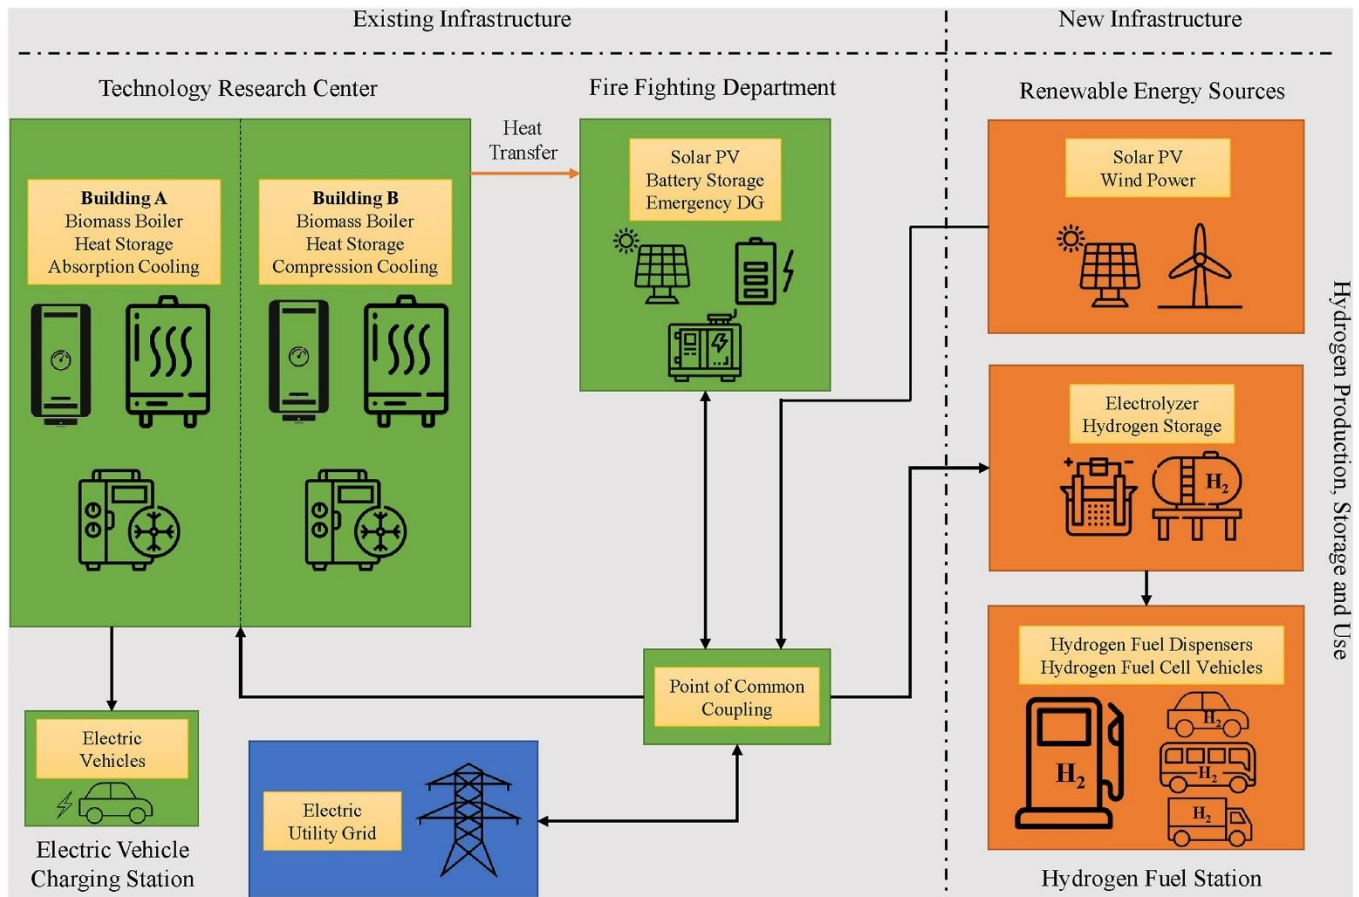 Existing Infrastructure
New Infrastructure
Technology Research Center
Fire Fighting Department
Renewable Energy Sources
Building A
Biomass Boiler
Heat Storage
Absorption Cooling
Building B
Biomass Boiler
Heat Storage
Compression Cooling
Heat
Transfer
Solar PV
Battery Storage
Emergency DG
Solar PV
Wind Power
Electrolyzer
Hydrogen Storage
+ −
H₂
Hydrogen Production, Storage and Use
Hydrogen Fuel Dispensers
Hydrogen Fuel Cell Vehicles
H₂
H₂
H₂
H₂
Hydrogen Fuel Station
Point of Common
Coupling
Electric
Vehicles
Electric Vehicle
Charging Station
Electric
Utility Grid